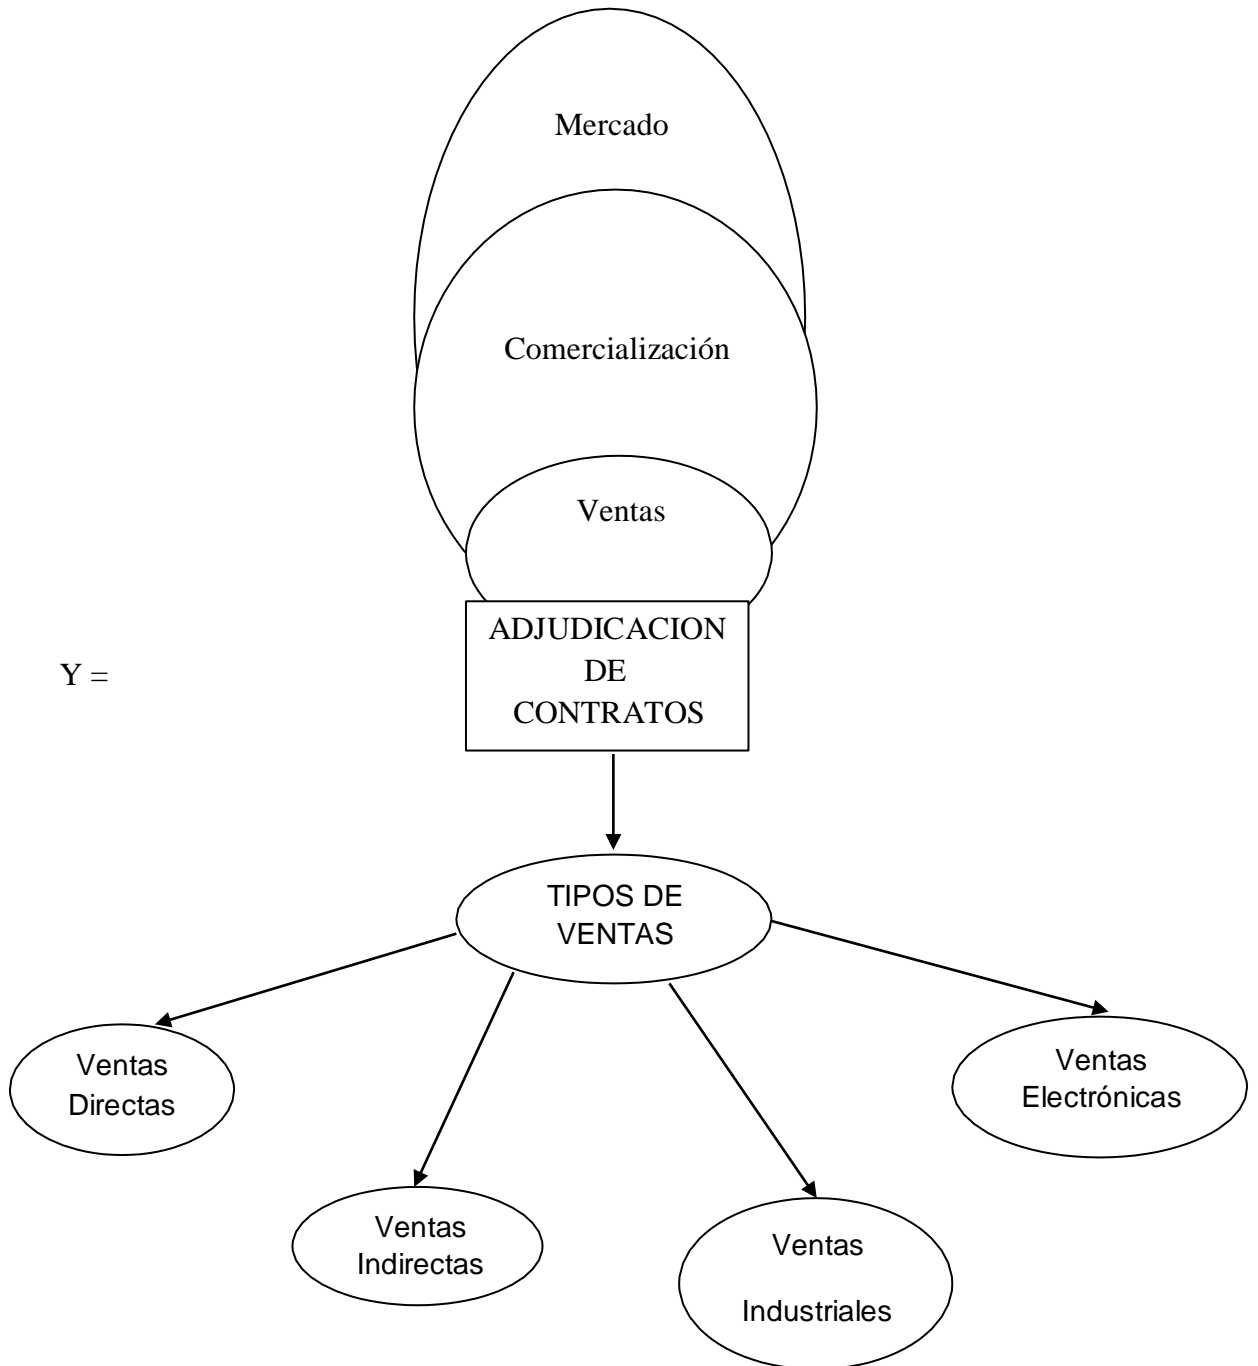 Mercado
Comercialización
Ventas
ADJUDICACION
DE
CONTRATOS
Y =
TIPOS DE
VENTAS
Ventas
Directas
Ventas
Electrónicas
Ventas
Indirectas
Ventas
Industriales